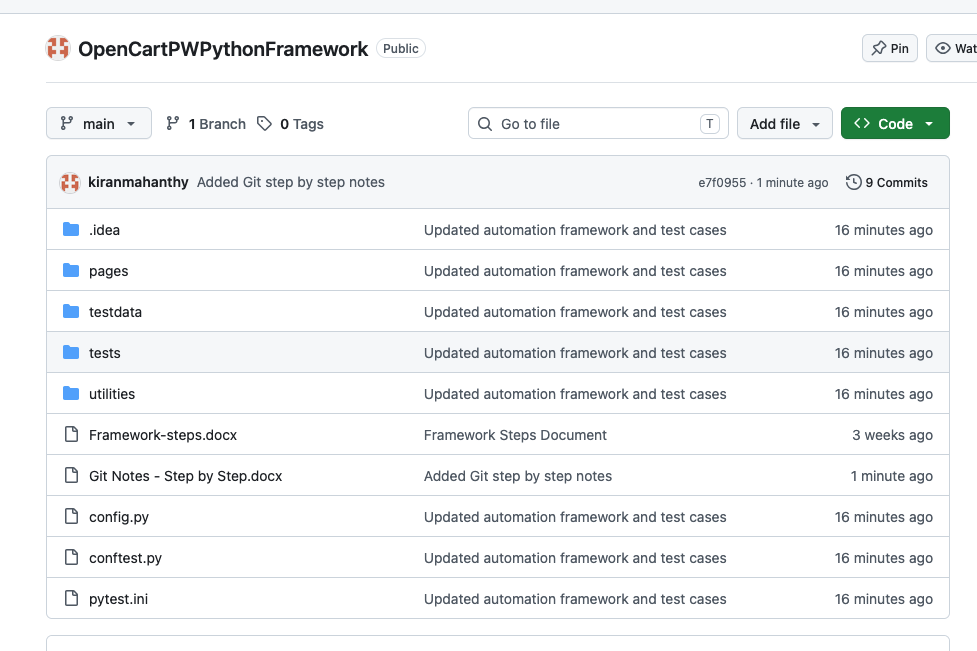 OpenCartPWPythonFramework Public Pin Wat
main 1 Branch 0 Tags Go to file T Add file Code
kiranmahanthy Added Git step by step notes e7f0955 · 1 minute ago 9 Commits
.idea Updated automation framework and test cases 16 minutes ago
pages Updated automation framework and test cases 16 minutes ago
testdata Updated automation framework and test cases 16 minutes ago
tests Updated automation framework and test cases 16 minutes ago
utilities Updated automation framework and test cases 16 minutes ago
Framework-steps.docx Framework Steps Document 3 weeks ago
Git Notes - Step by Step.docx Added Git step by step notes 1 minute ago
config.py Updated automation framework and test cases 16 minutes ago
conftest.py Updated automation framework and test cases 16 minutes ago
pytest.ini Updated automation framework and test cases 16 minutes ago